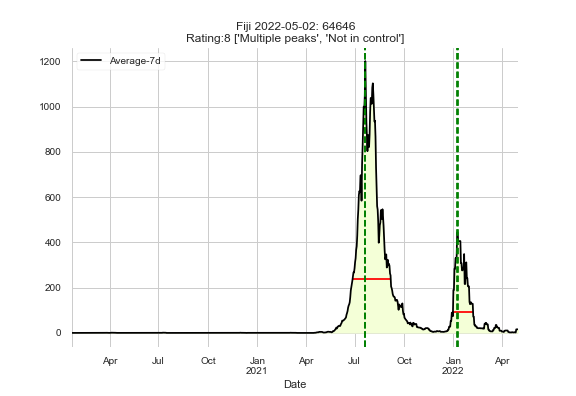 Fiji 2022-05-02: 64646
Rating:8 ['Multiple peaks', 'Not in control']
Average-7d
1200
1000
800
600
400
200
0
Apr Jul Oct Jan Apr Jul Oct Jan Apr
2021 2022
Date